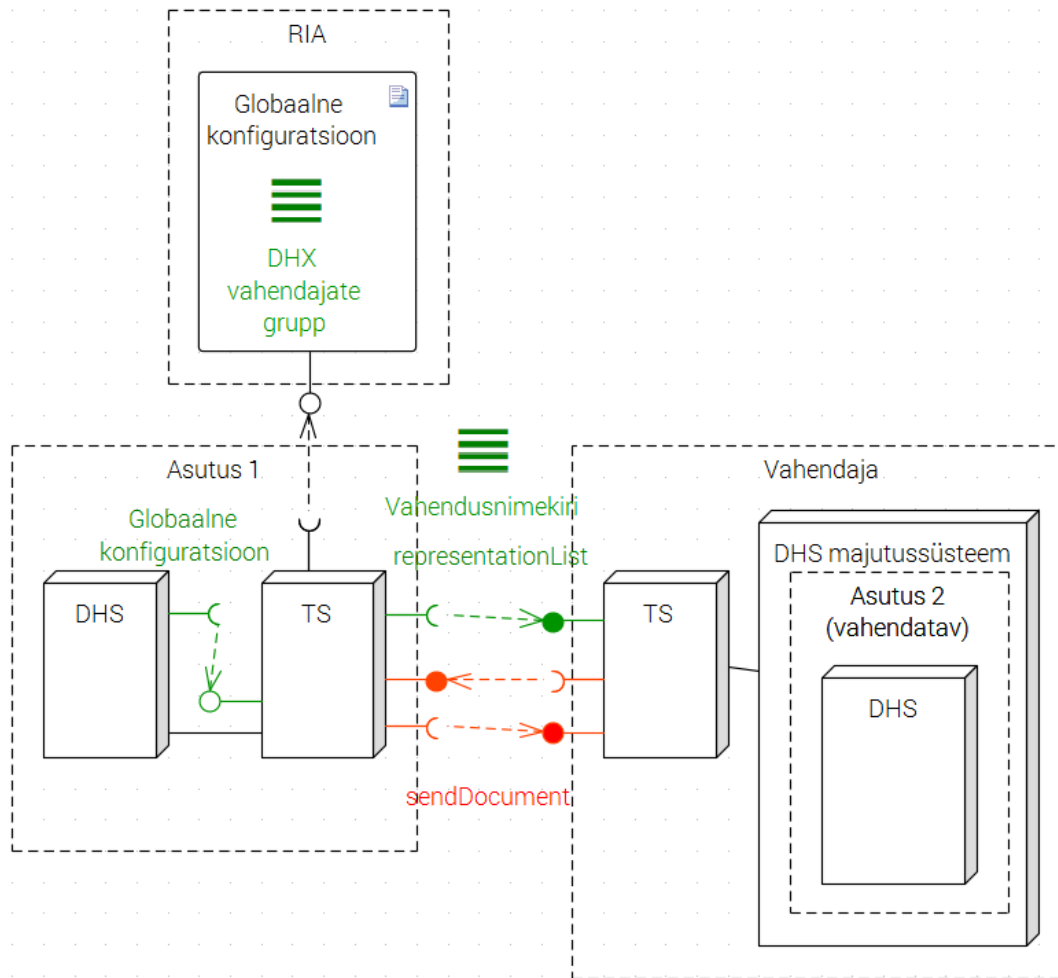 RIA
Globaalne
konfiguratsioon
DHX
vahendajate
grupp
Asutus 1
Globaalne
konfiguratsioon
DHS
TS
Vahendusnimekiri
representationList
sendDocument
Vahendaja
TS
DHS majutussüsteem
Asutus 2
(vahendatav)
DHS